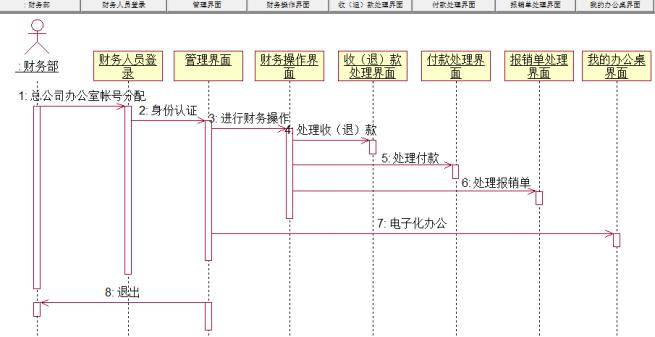 : 财务部 财务人员登录 管理界面 财务操作界面 收（退）款处理界面 付款处理界面 报销单处理界面 我的办公桌界面
: 财务部
财务人员登
录
管理界面
财务操作界
面
收（退）款
处理界面
付款处理界
面
报销单处理
界面
我的办公桌
界面
1: 总公司办公室帐号分配
2: 身份认证
3: 进行财务操作
4: 处理收（退）款
5: 处理付款
6: 处理报销单
7: 电子化办公
8: 退出